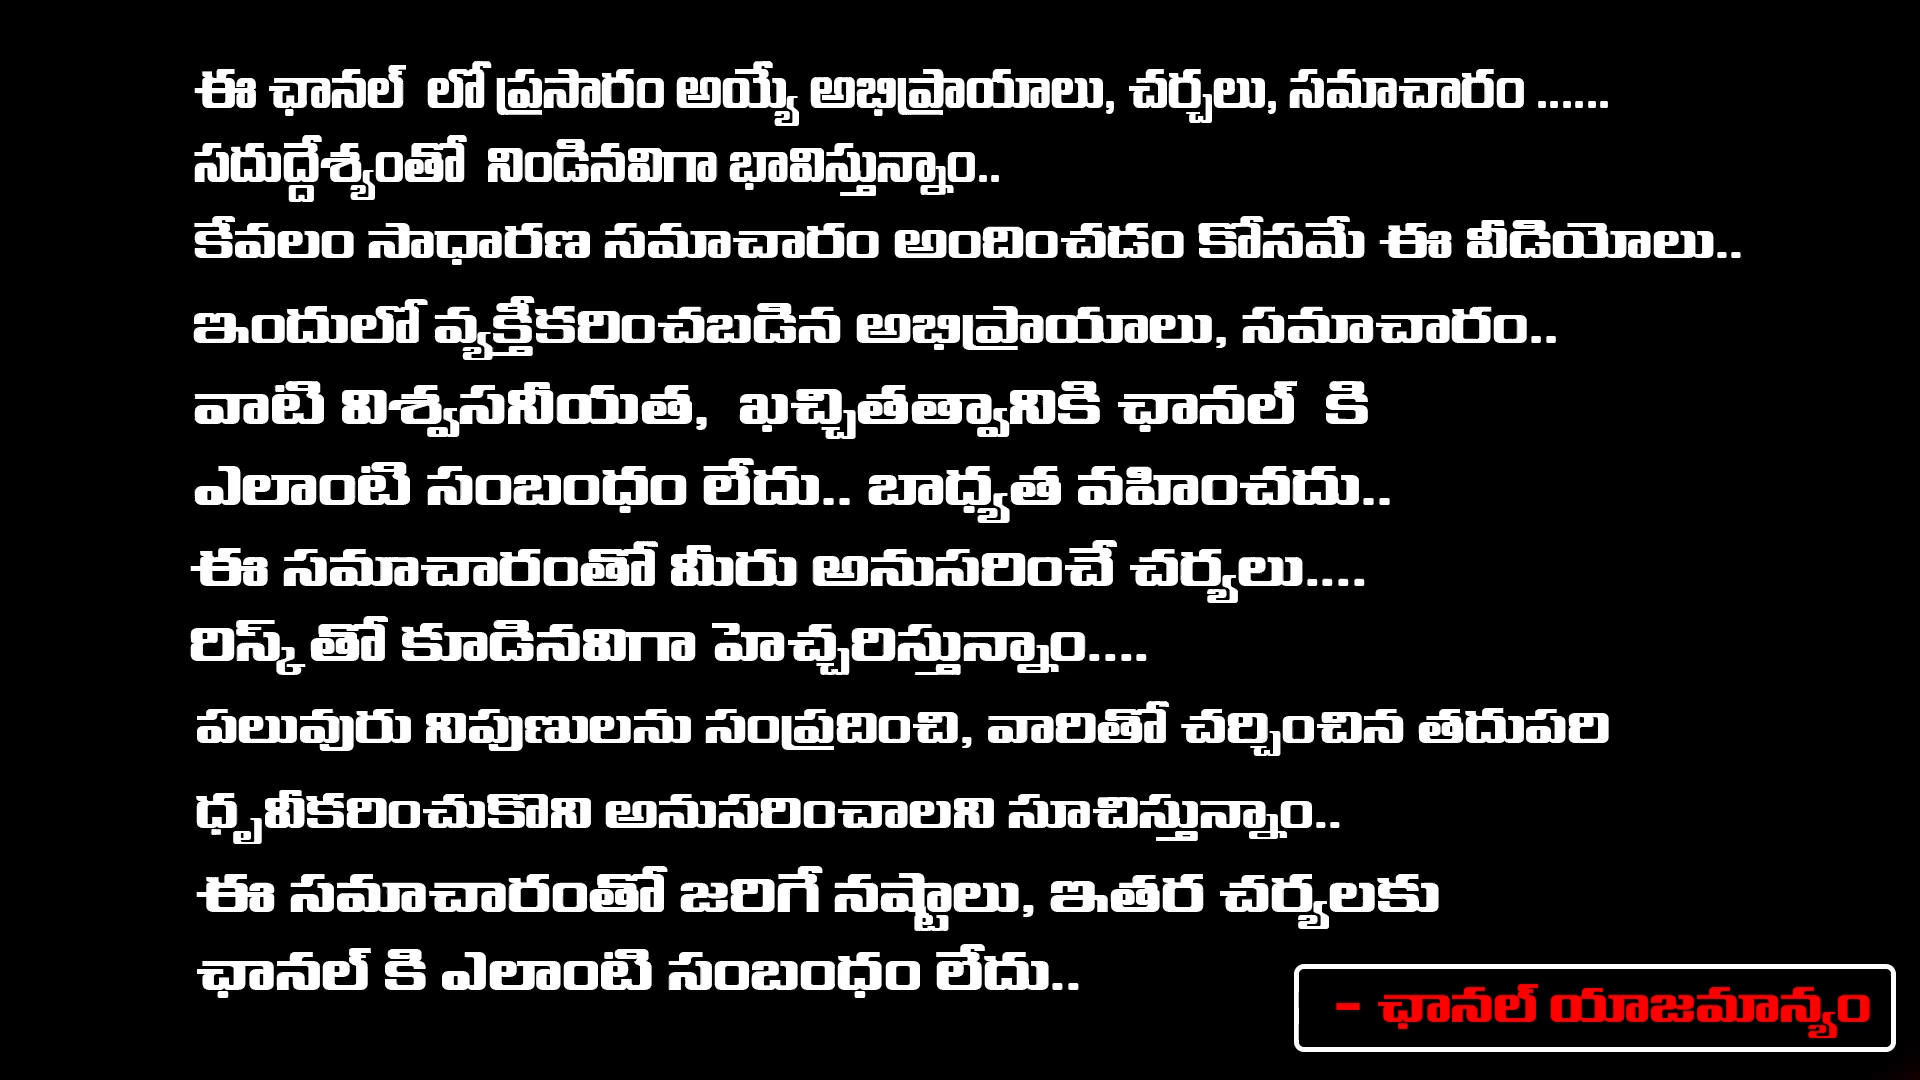 ఈ ఛానల్ లో ప్రసారం అయ్యే అభిప్రాయాలు, చర్చలు, సమాచారం ......
సదుద్దేశ్యంతో నిండినవిగా భావిస్తున్నాం..
కేవలం సాధారణ సమాచారం అందించడం కోసమే ఈ వీడియోలు..
ఇందులో వ్యక్తీకరించబడిన అభిప్రాయాలు, సమాచారం..
వాటి విశ్వసనీయత, ఖచ్చితత్వానికి ఛానల్ కి
ఎలాంటి సంబంధం లేదు.. బాధ్యత వహించదు..
ఈ సమాచారంతో మీరు అనుసరించే చర్యలు....
రిస్క్ తో కూడినవిగా హెచ్చరిస్తున్నాం....
పలువురు నిపుణులను సంప్రదించి, వారితో చర్చించిన తదుపరి
ధృవీకరించుకొని అనుసరించాలని సూచిస్తున్నాం..
ఈ సమాచారంతో జరిగే నష్టాలు, ఇతర చర్యలకు
ఛానల్ కి ఎలాంటి సంబంధం లేదు..
- ఛానల్ యాజమాన్యం